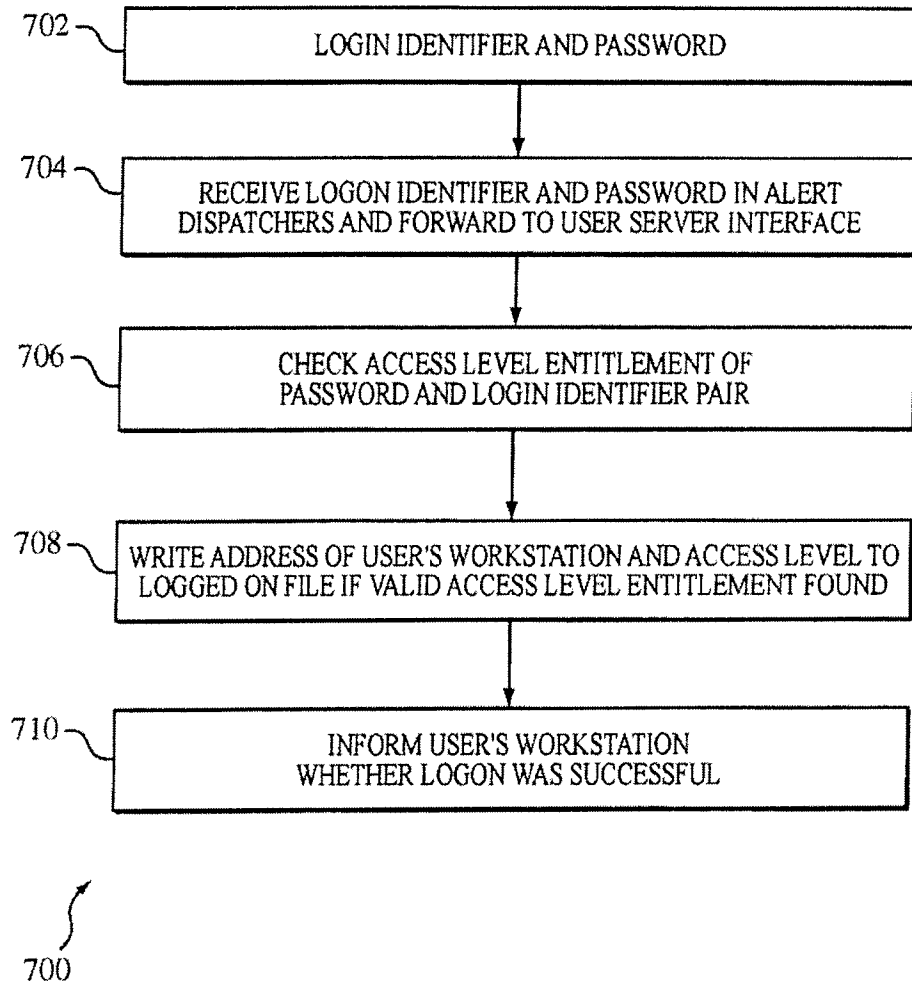 702
LOGIN IDENTIFIER AND PASSWORD
704
RECEIVE LOGON IDENTIFIER AND PASSWORD IN ALERT
DISPATCHERS AND FORWARD TO USER SERVER INTERFACE
706
CHECK ACCESS LEVEL ENTITLEMENT OF
PASSWORD AND LOGIN IDENTIFIER PAIR
708
WRITE ADDRESS OF USER'S WORKSTATION AND ACCESS LEVEL TO
LOGGED ON FILE IF VALID ACCESS LEVEL ENTITLEMENT FOUND
710
INFORM USER'S WORKSTATION
WHETHER LOGON WAS SUCCESSFUL
700